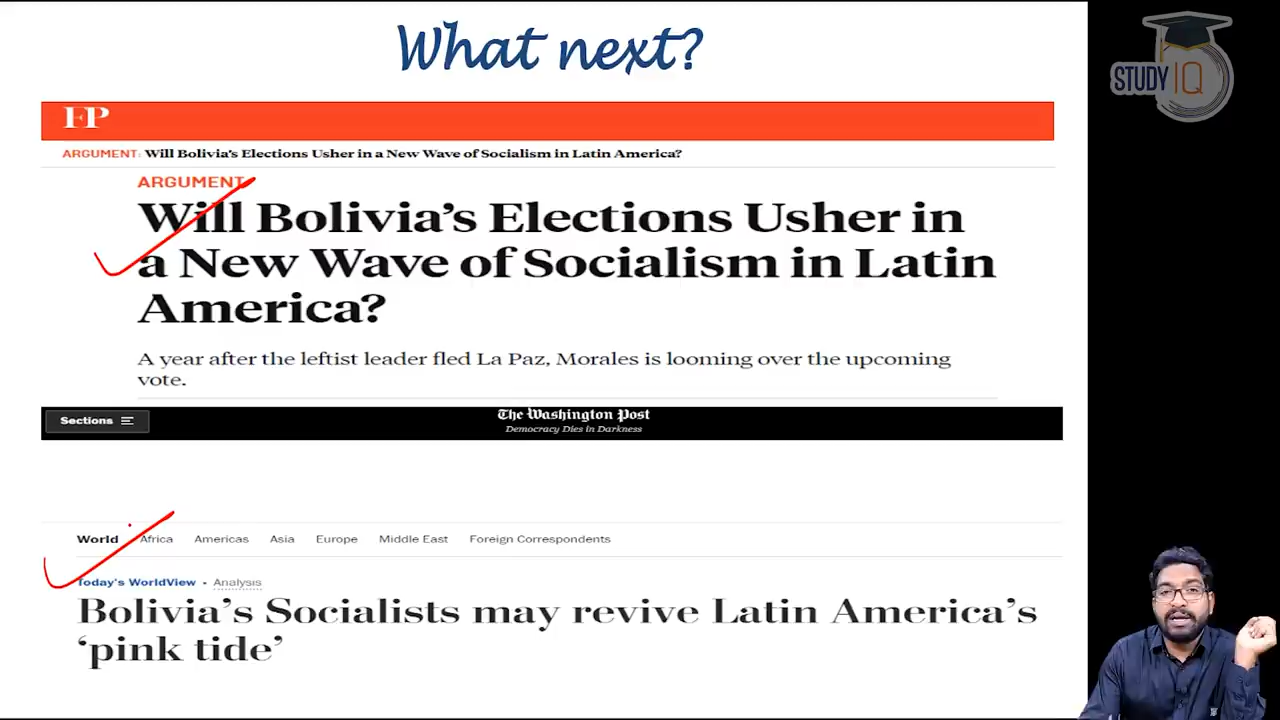 What next?
STUDY IQ
FP
ARGUMENT: Will Bolivia's Elections Usher in a New Wave of Socialism in Latin America?
ARGUMENT
Will Bolivia's Elections Usher in
a New Wave of Socialism in Latin
America?
A year after the leftist leader fled La Paz, Morales is looming over the upcoming
vote.
Sections
The Washington Post
Democracy Dies in Darkness
World Africa Americas Asia Europe Middle East Foreign Correspondents
Today's WorldView • Analysis
Bolivia's Socialists may revive Latin America's
‘pink tide’